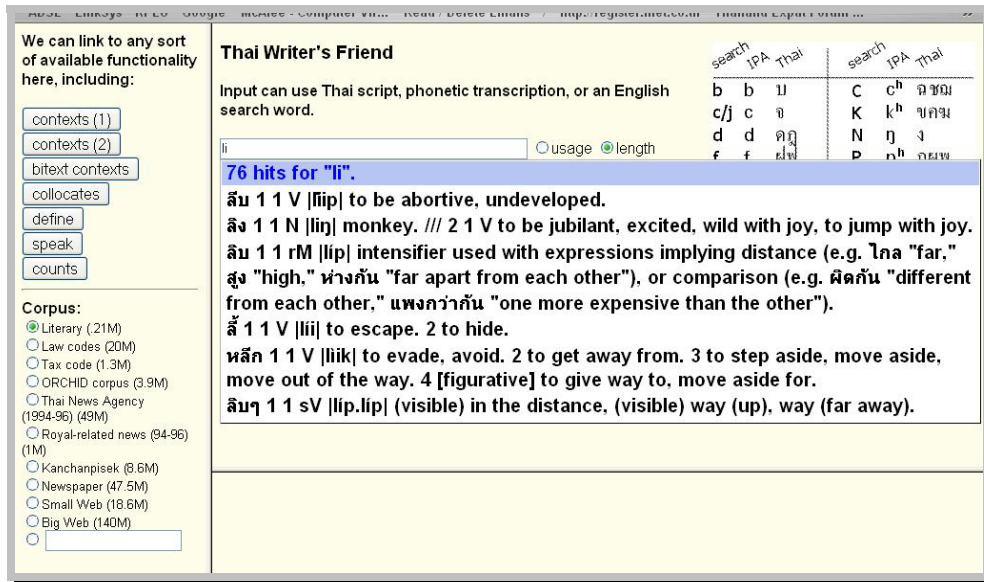 We can link to any sort
of available functionality
here, including:
contexts (1)
contexts (2)
bitext contexts
collocates
define
speak
counts
Corpus:
Literary (.21M)
Law codes (20M)
Tax code (1.3M)
ORCHID corpus (3.9M)
Thai News Agency
(1994-96) (49M)
Royal-related news (94-96)
(1M)
Kanchanpisek (8.6M)
Newspaper (47.5M)
Small Web (18.6M)
Big Web (140M)
Thai Writer's Friend
Input can use Thai script, phonetic transcription, or an English
search word.
li usage length
search IPA Thai search IPA Thai
b b บ C cʰ ฉชฌ
c/j c จ K kʰ ขคฆ
d d ดฎ N ŋ ง
f f ฝฟ P pʰ ผพ
76 hits for "li".
ลีบ 1 1 V |lîip| to be abortive, undeveloped.
ลิง 1 1 N |liŋ| monkey. /// 2 1 V to be jubilant, excited, wild with joy, to jump with joy.
ลิบ 1 1 rM |líp| intensifier used with expressions implying distance (e.g. ไกล "far,"
สูง "high," ห่างกัน "far apart from each other"), or comparison (e.g. ผิดกัน "different
from each other," แพงกว่ากัน "one more expensive than the other").
ลี้ 1 1 V |líi| to escape. 2 to hide.
หลีก 1 1 V |lìik| to evade, avoid. 2 to get away from. 3 to step aside, move aside,
move out of the way. 4 [figurative] to give way to, move aside for.
ลิบๆ 1 1 sV |líp.líp| (visible) in the distance, (visible) way (up), way (far away).